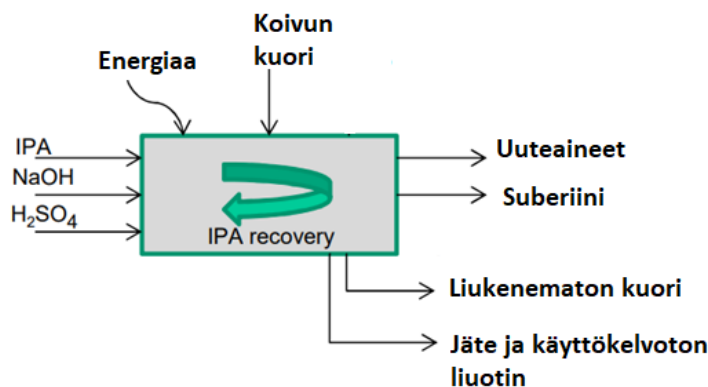 Koivun
kuori
Energiaa
IPA
NaOH
H₂SO₄
IPA recovery
Uuteaineet
Suberiini
Liukenematon kuori
Jäte ja käyttökelvoton
liuotin